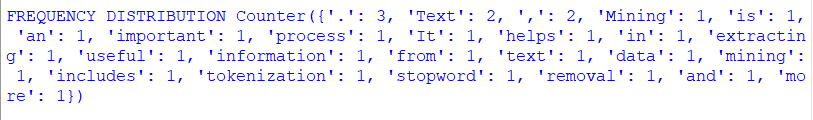 FREQUENCY DISTRIBUTION Counter({'.': 3, 'Text': 2, ',': 2, 'Mining': 1, 'is': 1,
 'an': 1, 'important': 1, 'process': 1, 'It': 1, 'helps': 1, 'in': 1, 'extractin
g': 1, 'useful': 1, 'information': 1, 'from': 1, 'text': 1, 'data': 1, 'mining':
 1, 'includes': 1, 'tokenization': 1, 'stopword': 1, 'removal': 1, 'and': 1, 'mo
re': 1})